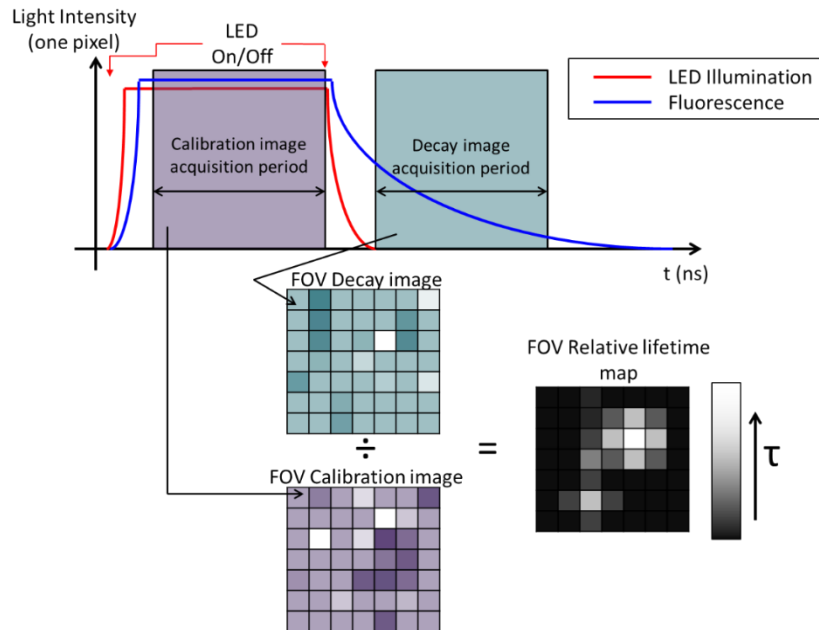 Light Intensity
(one pixel)
LED
On/Off
LED Illumination
Fluorescence
Calibration image
acquisition period
Decay image
acquisition period
t (ns)
FOV Decay image
÷
FOV Calibration image
=
FOV Relative lifetime
map
τ